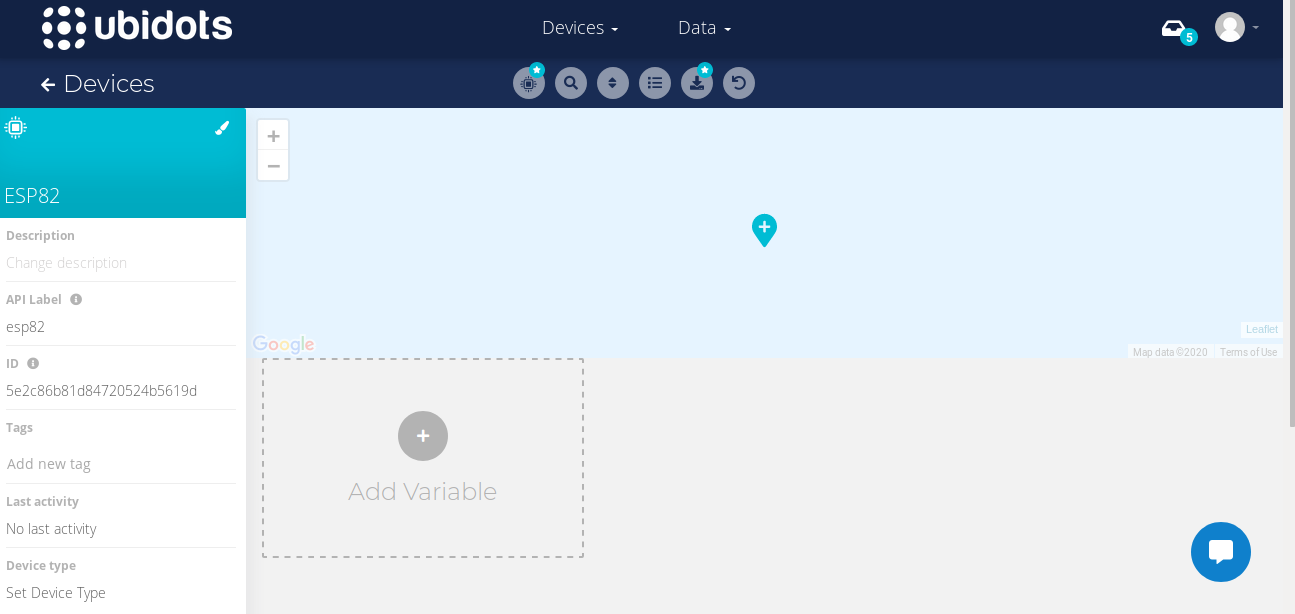 ubidots
Devices
Data
5
Devices
ESP82
Description
Change description
API Label
esp82
ID
5e2c86b81d84720524b5619d
Tags
Add new tag
Last activity
No last activity
Device type
Set Device Type
+
−
Google
Leaflet
Map data ©2020
Terms of Use
Add Variable